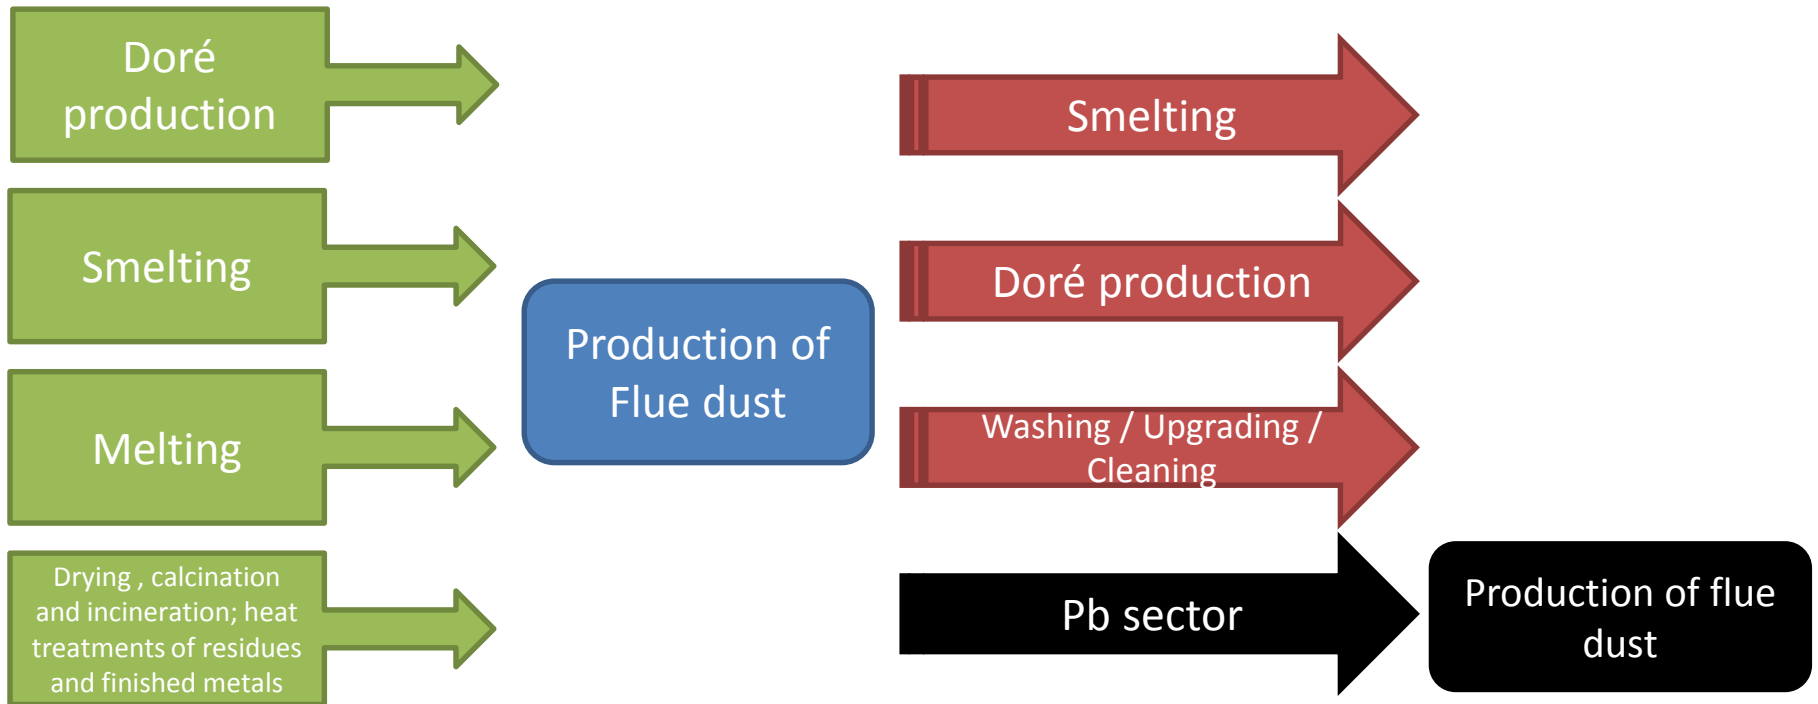 Doré
production
Smelting
Melting
Drying , calcination
and incineration; heat
treatments of residues
and finished metals
Production of
Flue dust
Smelting
Doré production
Washing / Upgrading /
Cleaning
Pb sector
Production of flue
dust